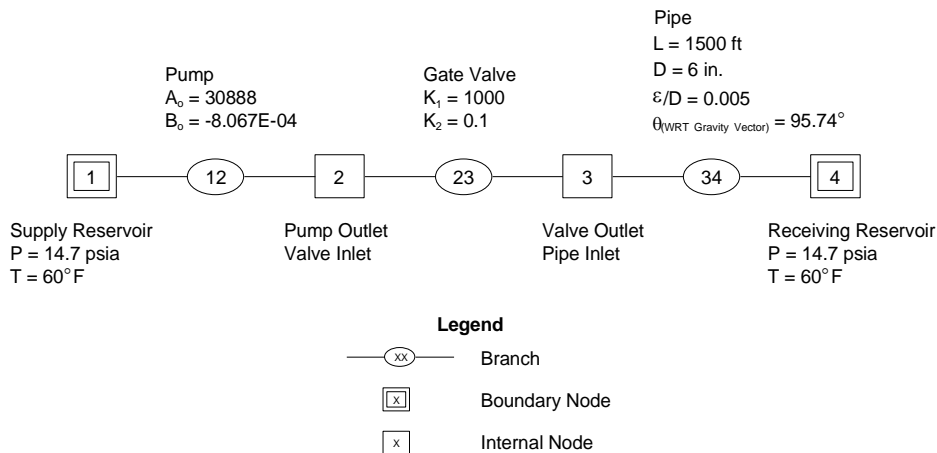 Pipe
L = 1500 ft
D = 6 in.
ε/D = 0.005
θ(WRT Gravity Vector) = 95.74°
Pump
Aₒ = 30888
Bₒ = -8.067E-04
Gate Valve
K₁ = 1000
K₂ = 0.1
1
12
2
23
3
34
4
Supply Reservoir
P = 14.7 psia
T = 60°F
Pump Outlet
Valve Inlet
Valve Outlet
Pipe Inlet
Receiving Reservoir
P = 14.7 psia
T = 60°F
Legend
xx Branch
x Boundary Node
x Internal Node